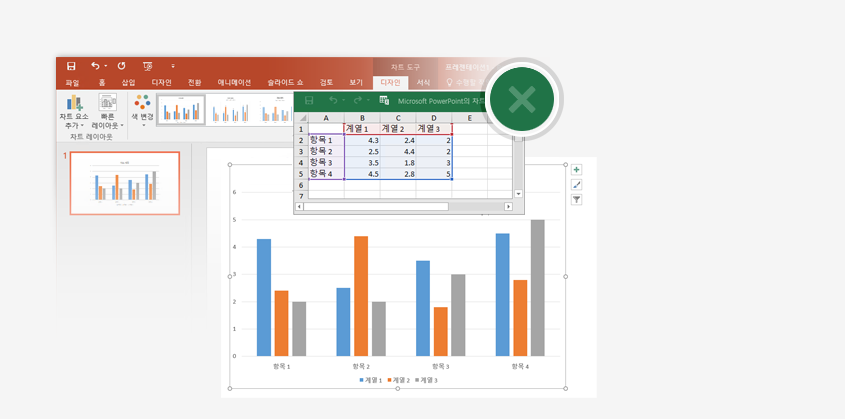 차트 도구
프레젠테이션
파일 홈 삽입 디자인 전환 애니메이션 슬라이드 쇼 검토 보기 디자인 서식
차트 요소 추가
빠른 레이아웃
색 변경
차트 레이아웃
Microsoft PowerPoint의 차트
A B C D E
1 계열 1 계열 2 계열 3
2 항목 1 4.3 2.4 2
3 항목 2 2.5 4.4 2
4 항목 3 3.5 1.8 3
5 항목 4 4.5 2.8 5
6
7
1
6
5
4
3
2
1
0
항목 1 항목 2 항목 3 항목 4
계열 1 계열 2 계열 3